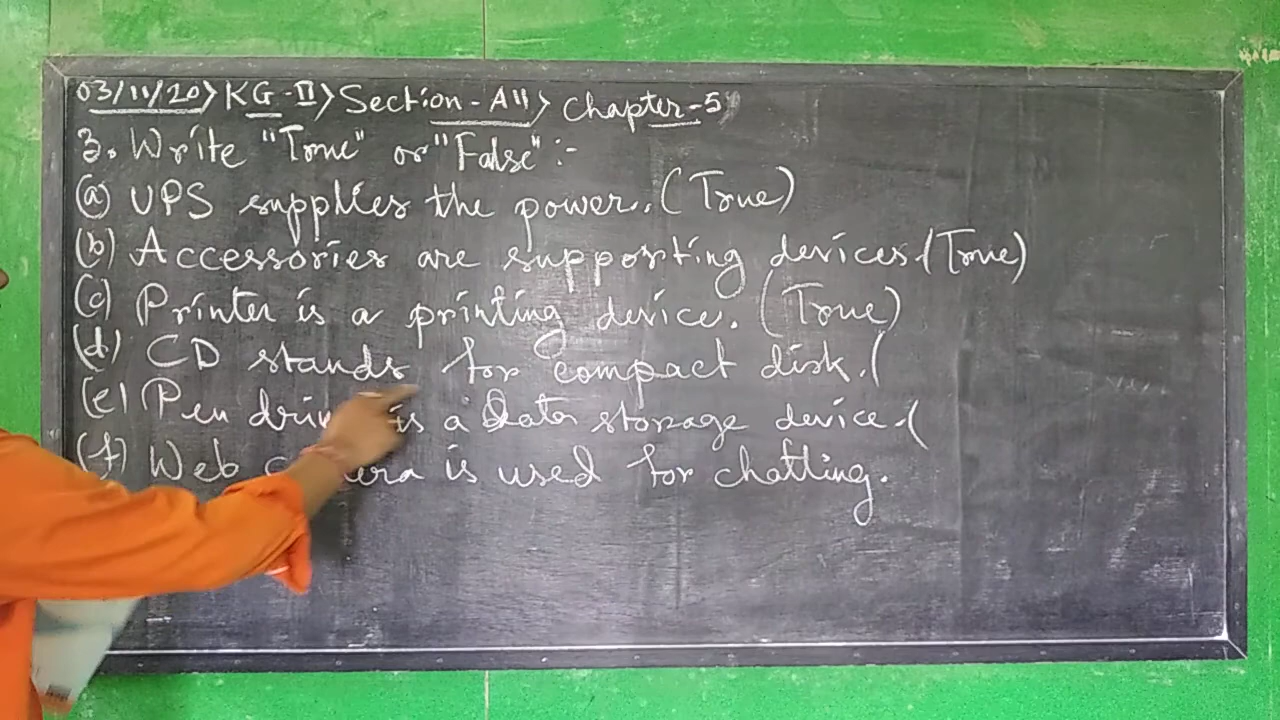 03/11/20> KG-II> Section-All> Chapter-5
3. Write "True" or "False":-
(a) UPS supplies the power. (True)
(b) Accessories are supporting devices. (True)
(c) Printer is a printing device. (True)
(d) CD stands for compact disk. (
(e) Pen is a Data storage device. (
(f) Web is used for chatting.